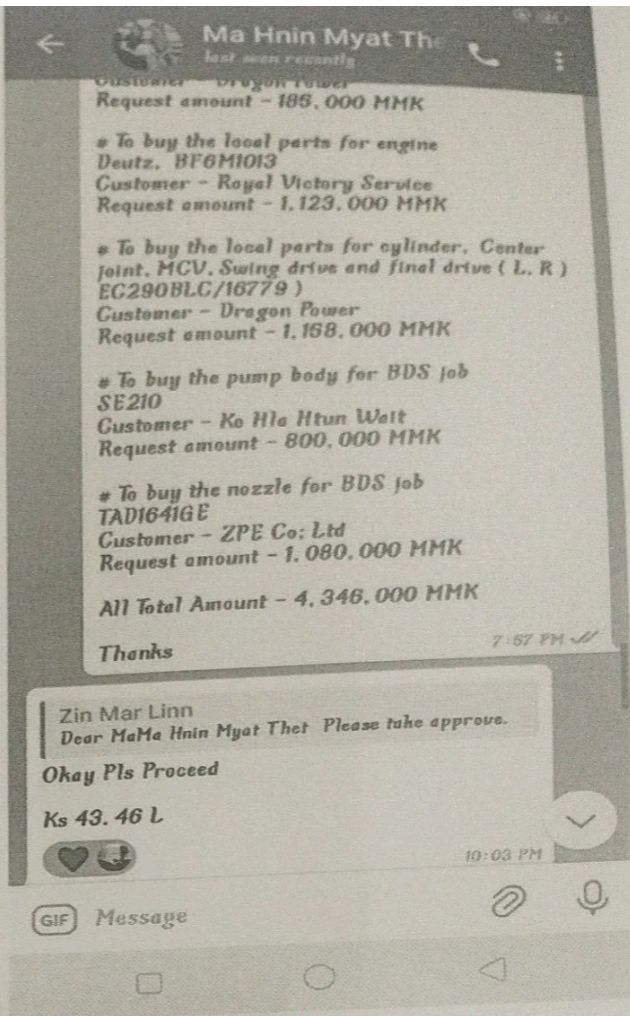 Ma Hnin Myat The
last seen recently
Customer - Dragon Power
Request amount - 185, 000 MMK
# To buy the local parts for engine
Deutz, BF6M1013
Customer - Royal Victory Service
Request amount - 1, 123, 000 MMK
# To buy the local parts for cylinder, Center
joint, MCV, Swing drive and final drive ( L, R )
EC290BLC/16779 )
Customer - Dragon Power
Request amount - 1, 158, 000 MMK
# To buy the pump body for BDS job
SE210
Customer - Ko Hla Htun Wait
Request amount - 800, 000 MMK
# To buy the nozzle for BDS job
TAD1641GE
Customer - ZPE Co; Ltd
Request amount - 1, 080, 000 MMK
All Total Amount - 4, 346, 000 MMK
Thanks
7:57 PM
Zin Mar Linn
Dear MaMa Hnin Myat Thet Please take approve.
Okay Pls Proceed
Ks 43. 46 L
10:03 PM
GIF Message